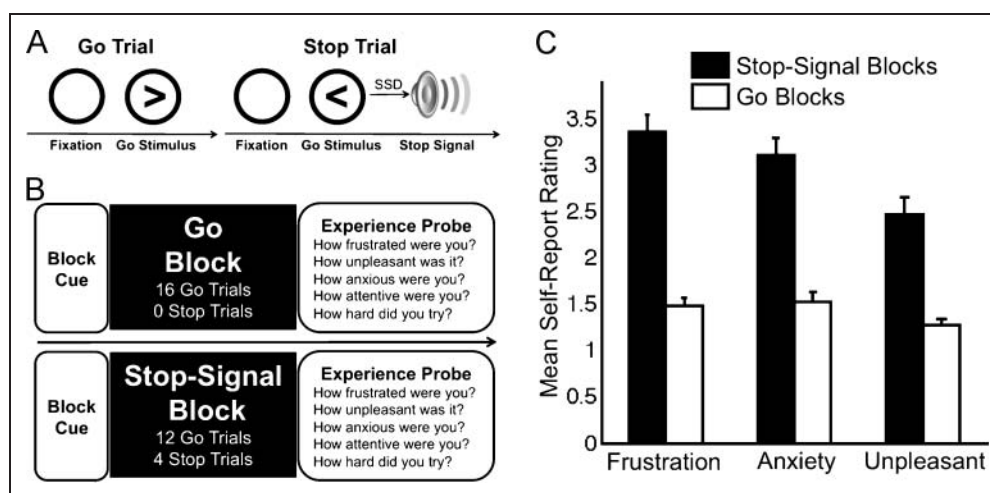 A
Go Trial
Stop Trial
>
<
SSD
Fixation
Go Stimulus
Fixation
Go Stimulus
Stop Signal
B
Block
Cue
Go
Block
16 Go Trials
0 Stop Trials
Experience Probe
How frustrated were you?
How unpleasant was it?
How anxious were you?
How attentive were you?
How hard did you try?
Block
Cue
Stop-Signal
Block
12 Go Trials
4 Stop Trials
Experience Probe
How frustrated were you?
How unpleasant was it?
How anxious were you?
How attentive were you?
How hard did you try?
C
Stop-Signal Blocks
Go Blocks
Mean Self-Report Rating
3.5
3
2.5
2
1.5
1
0
Frustration
Anxiety
Unpleasant